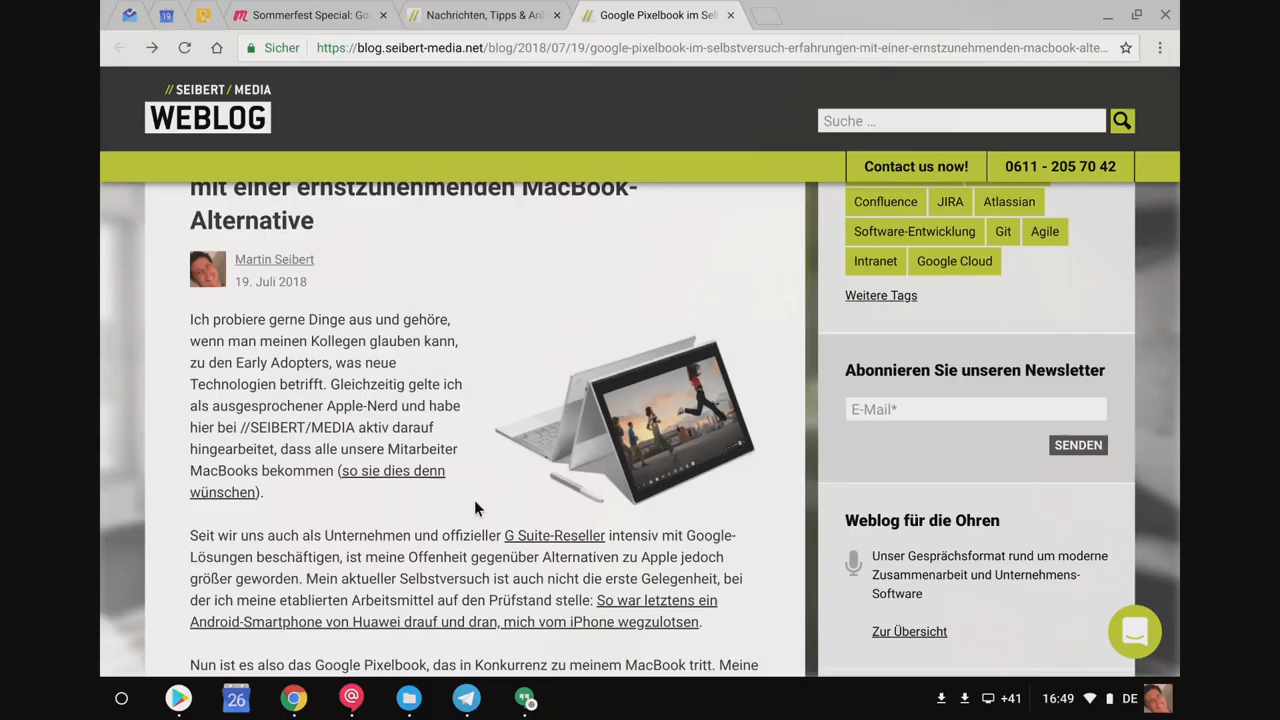 Sommerfest Special: Go
Nachrichten, Tipps & An
Google Pixelbook im Sel
Sicher
https://blog.seibert-media.net/blog/2018/07/19/google-pixelbook-im-selbstversuch-erfahrungen-mit-einer-ernstzunehmenden-macbook-alte...
// SEIBERT / MEDIA
WEBLOG
Suche ...
Contact us now!
0611 - 205 70 42
mit einer ernstzunehmenden MacBook-
Alternative
Martin Seibert
19. Juli 2018
Ich probiere gerne Dinge aus und gehöre,
wenn man meinen Kollegen glauben kann,
zu den Early Adopters, was neue
Technologien betrifft. Gleichzeitig gelte ich
als ausgesprochener Apple-Nerd und habe
hier bei //SEIBERT/MEDIA aktiv darauf
hingearbeitet, dass alle unsere Mitarbeiter
MacBooks bekommen (so sie dies denn
wünschen).
Seit wir uns auch als Unternehmen und offizieller G Suite-Reseller intensiv mit Google-
Lösungen beschäftigen, ist meine Offenheit gegenüber Alternativen zu Apple jedoch
größer geworden. Mein aktueller Selbstversuch ist auch nicht die erste Gelegenheit, bei
der ich meine etablierten Arbeitsmittel auf den Prüfstand stelle: So war letztens ein
Android-Smartphone von Huawei drauf und dran, mich vom iPhone wegzulotsen.
Nun ist es also das Google Pixelbook, das in Konkurrenz zu meinem MacBook tritt. Meine
Confluence JIRA Atlassian
Software-Entwicklung Git Agile
Intranet Google Cloud
Weitere Tags
Abonnieren Sie unseren Newsletter
E-Mail*
SENDEN
Weblog für die Ohren
Unser Gesprächsformat rund um moderne
Zusammenarbeit und Unternehmens-
Software
Zur Übersicht
26
+41
16:49
DE